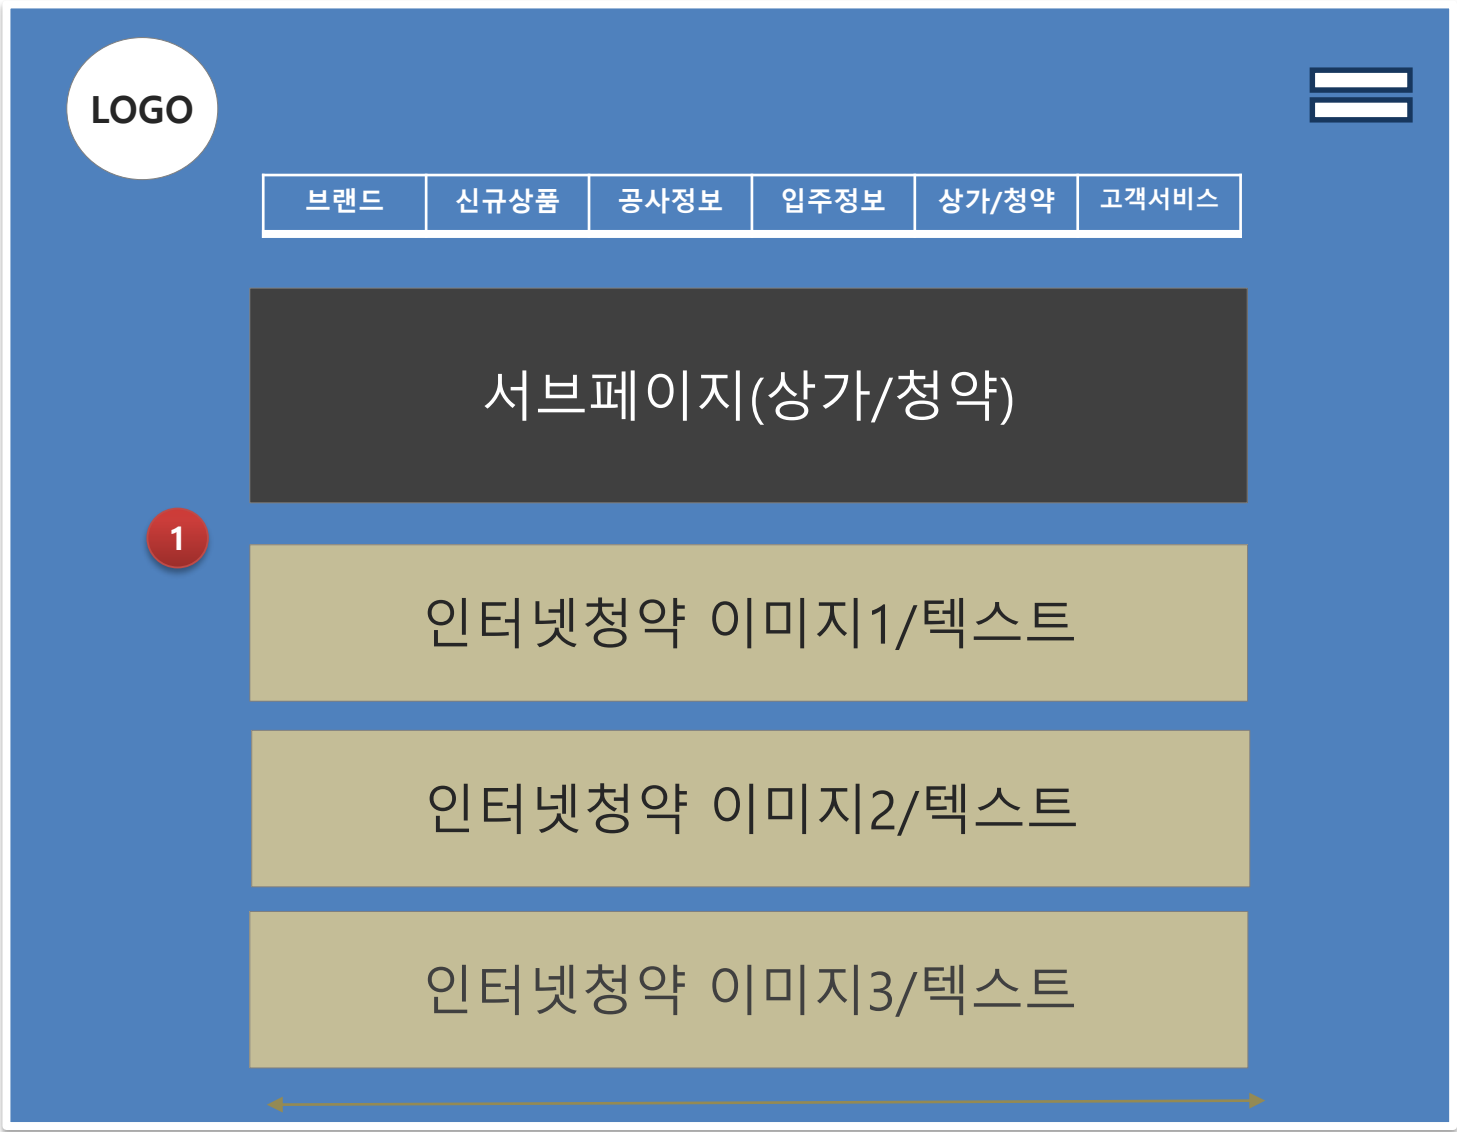 LOGO
브랜드 신규상품 공사정보 입주정보 상가/청약 고객서비스
서브페이지(상가/청약)
1
인터넷청약 이미지1/텍스트
인터넷청약 이미지2/텍스트
인터넷청약 이미지3/텍스트